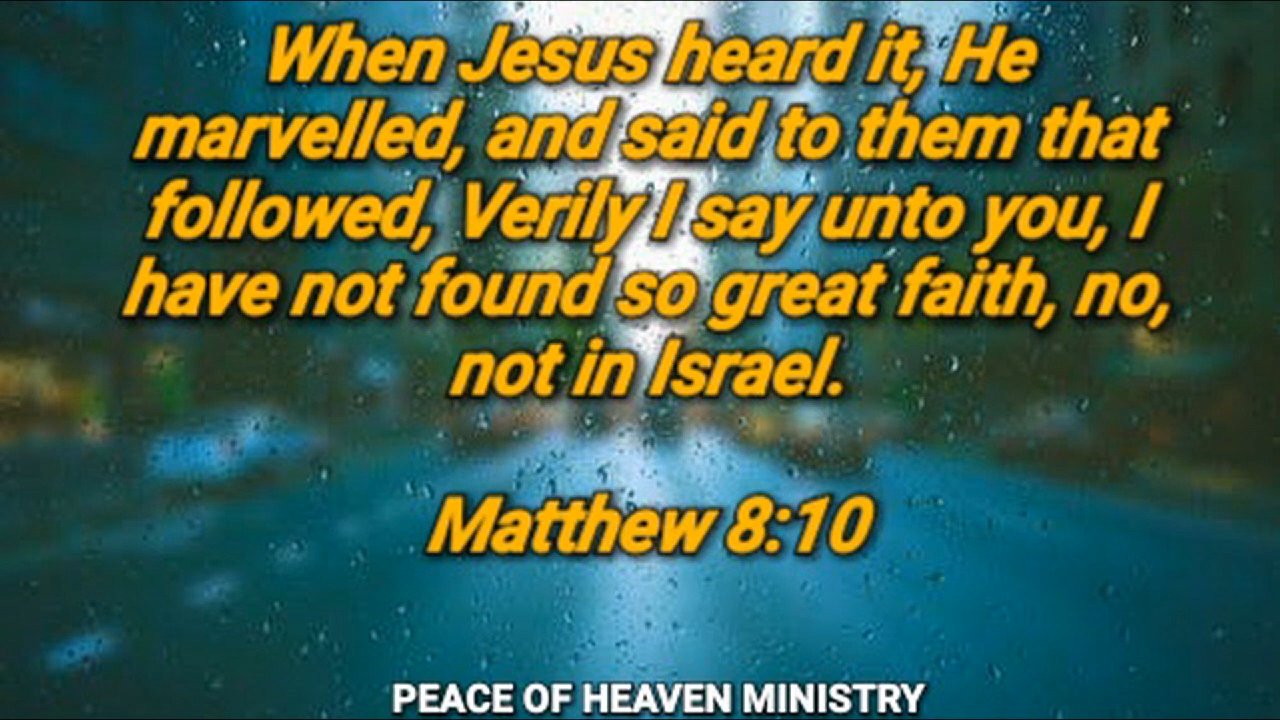 When Jesus heard it, He
marvelled, and said to them that
followed, Verily I say unto you, I
have not found so great faith, no,
not in Israel.
Matthew 8:10
PEACE OF HEAVEN MINISTRY